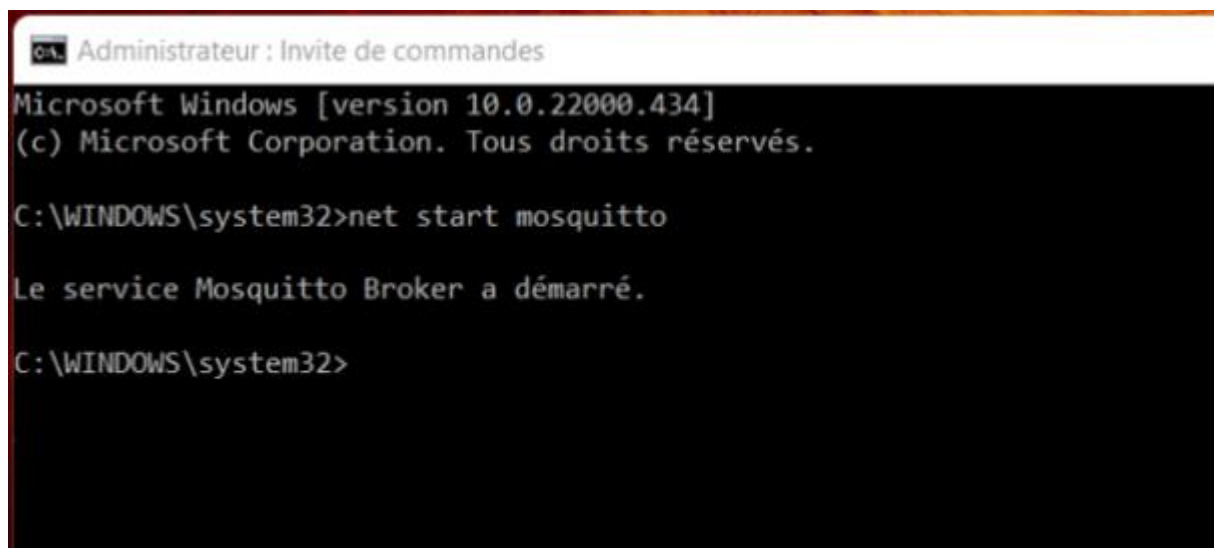 Administrateur : Invite de commandes
Microsoft Windows [version 10.0.22000.434]
(c) Microsoft Corporation. Tous droits réservés.
C:\WINDOWS\system32>net start mosquitto
Le service Mosquitto Broker a démarré.
C:\WINDOWS\system32>